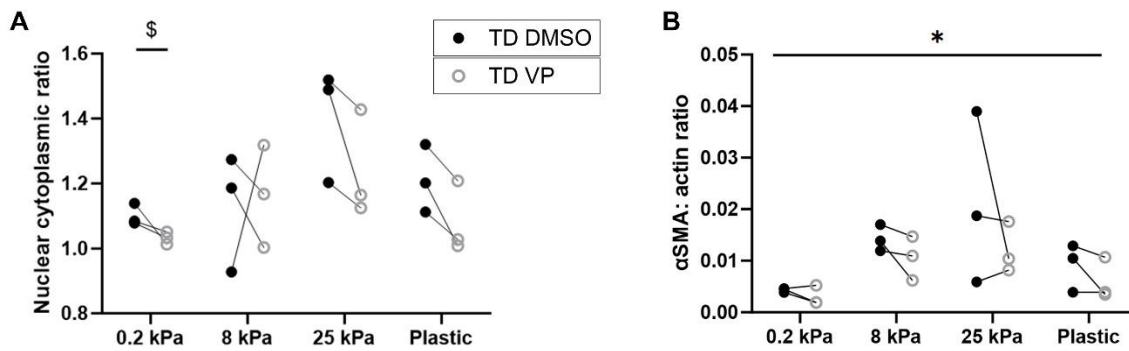 A
$
TD DMSO
TD VP
Nuclear cytoplasmic ratio
1.6
1.4
1.2
1.0
0.8
0.2 kPa 8 kPa 25 kPa Plastic
B
*
αSMA: actin ratio
0.05
0.04
0.03
0.02
0.01
0.00
0.2 kPa 8 kPa 25 kPa Plastic